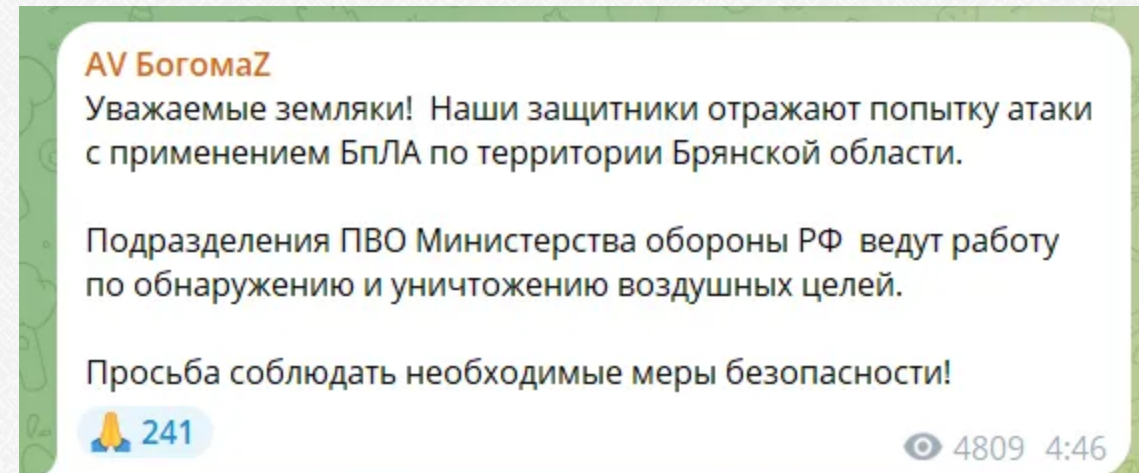 AV БогомаZ
Уважаемые земляки!  Наши защитники отражают попытку атаки
с применением БпЛА по территории Брянской области.
Подразделения ПВО Министерства обороны РФ  ведут работу
по обнаружению и уничтожению воздушных целей.
Просьба соблюдать необходимые меры безопасности!
241
4809 4:46